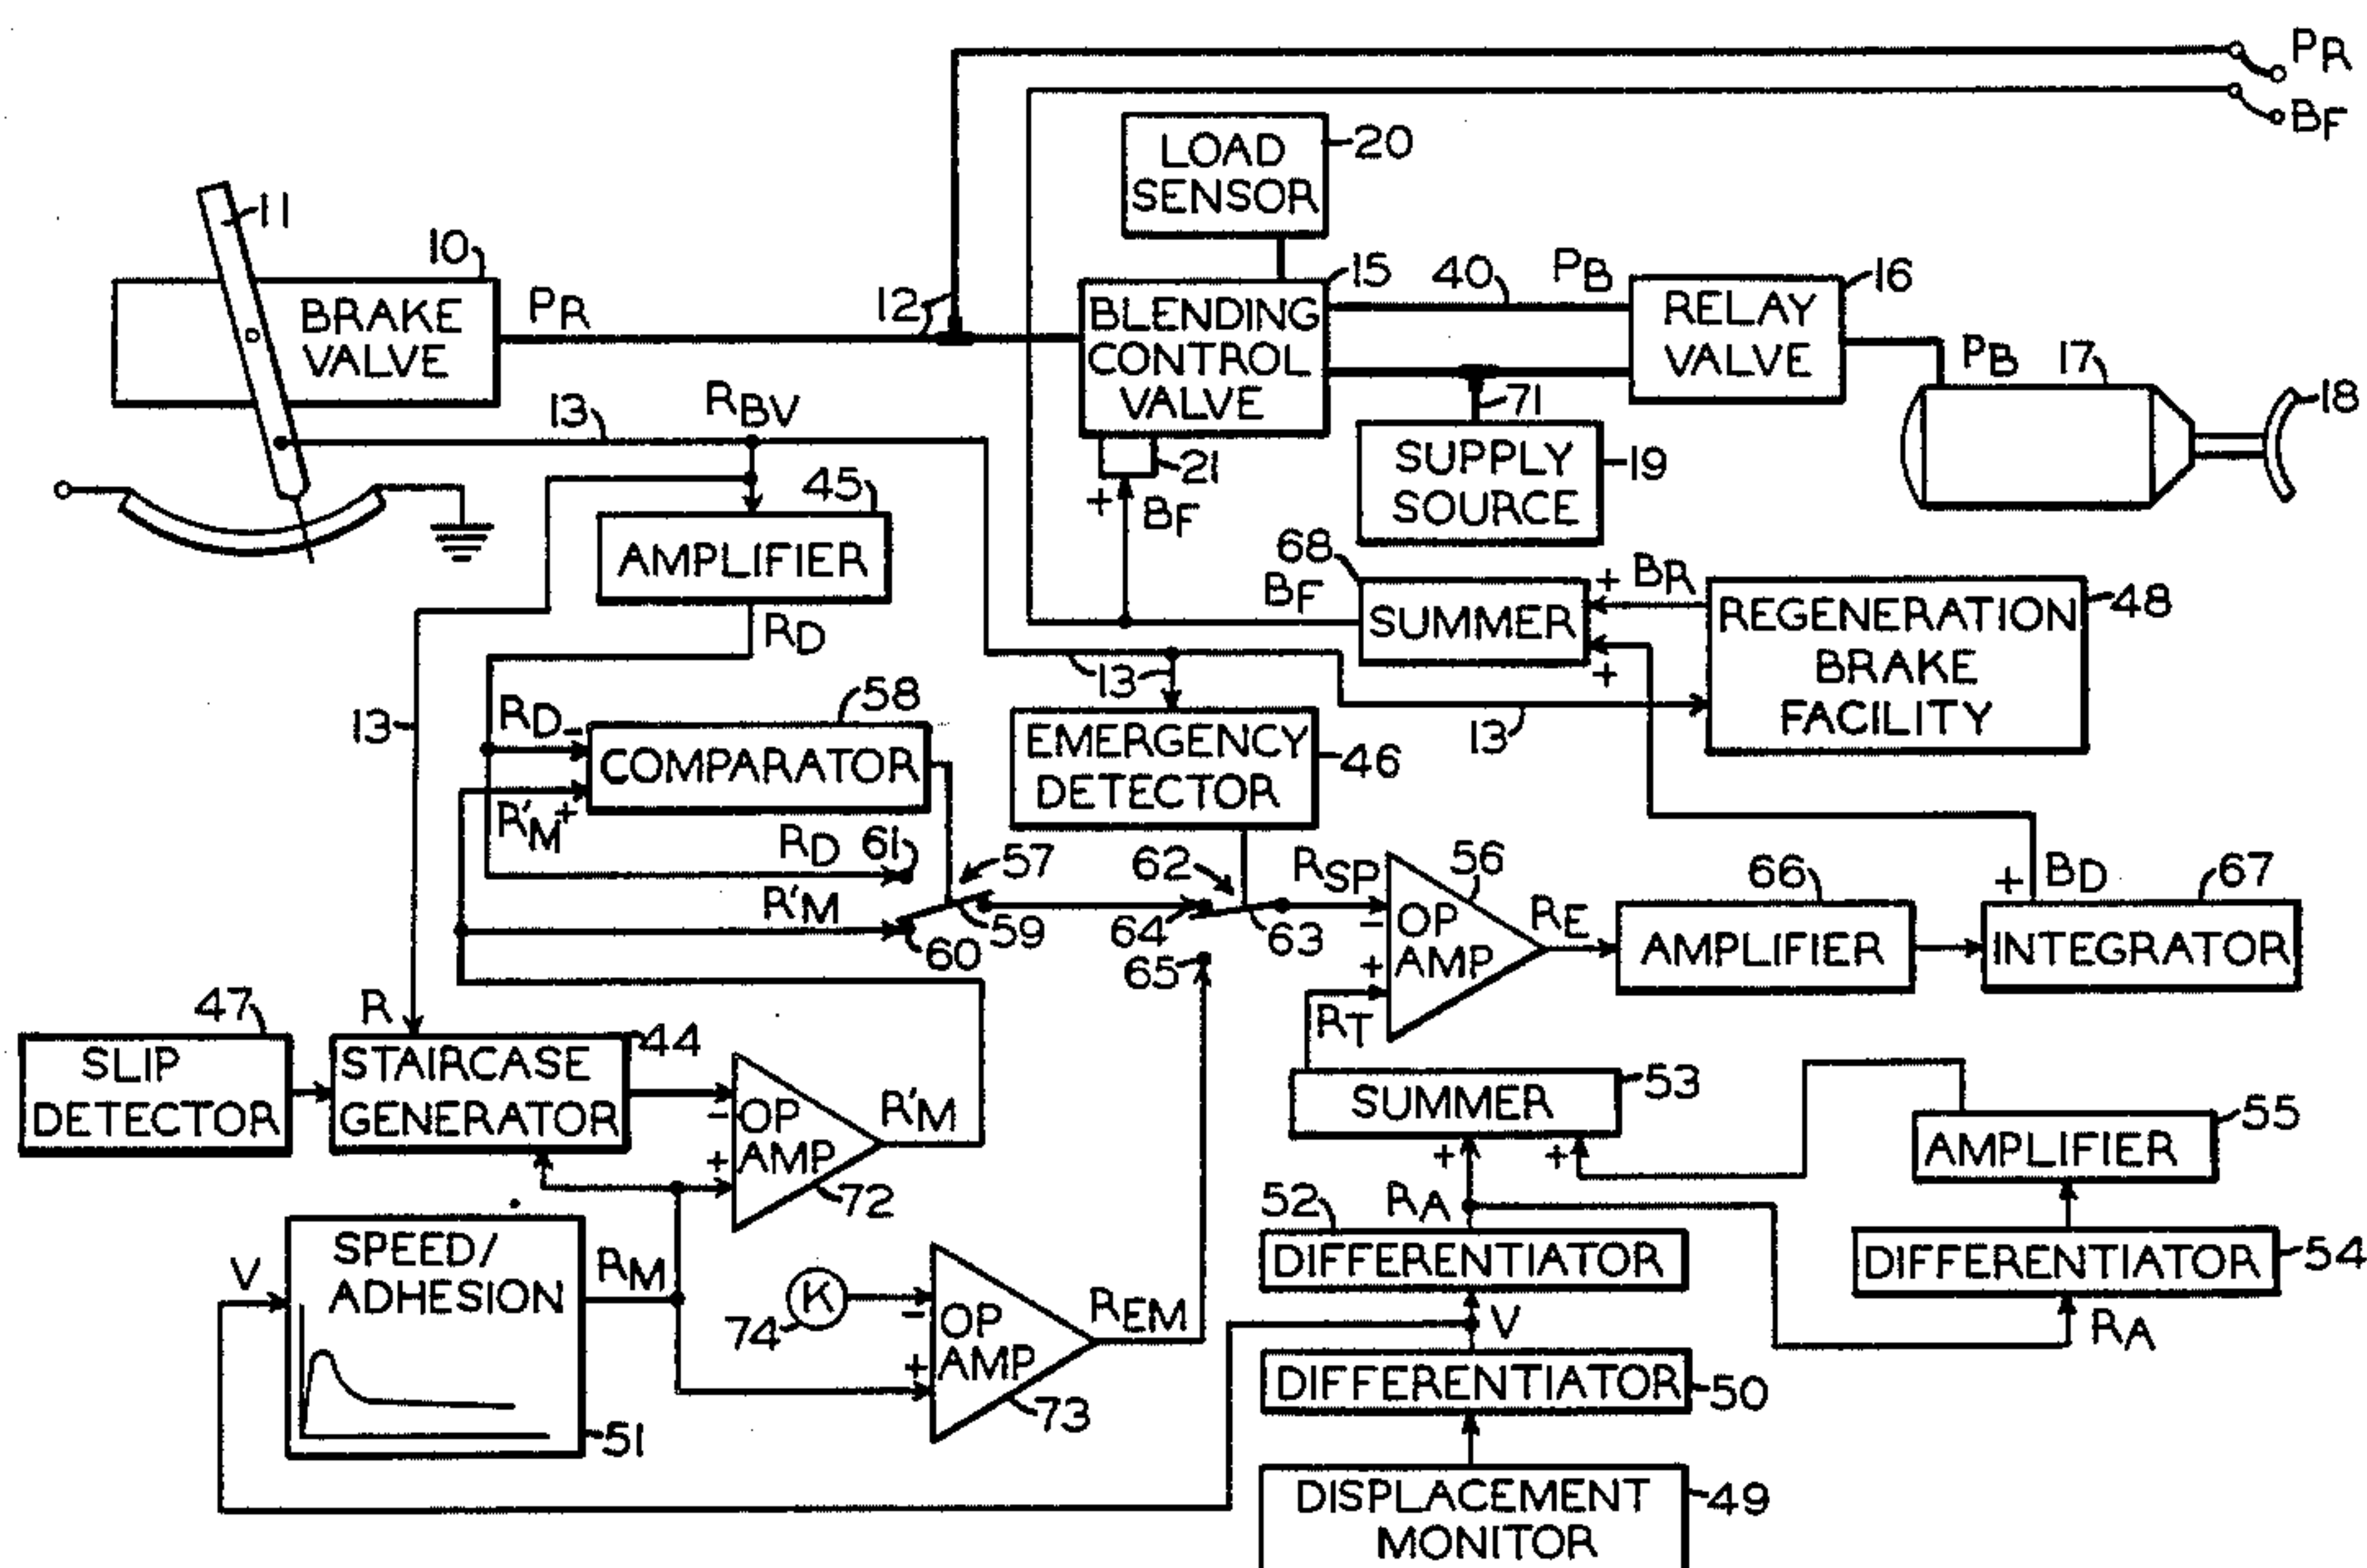 PR
BF
LOAD
SENSOR
20
11
10
BRAKE
VALVE
PR
12
BLENDING
CONTROL
VALVE
15
40
PB
RELAY
VALVE
16
PB
17
18
71
SUPPLY
SOURCE
19
21
+ BF
13
RBV
45
AMPLIFIER
RD
68
BF
SUMMER
+ BR
+
REGENERATION
BRAKE
FACILITY
48
13
13
13
RD -
R'M +
58
COMPARATOR
EMERGENCY
DETECTOR
46
RD
61
57
R'M
60
59
62
64
63
65
RSP
56
-
OP
AMP
+
RE
66
AMPLIFIER
+ BD
67
INTEGRATOR
RT
47
SLIP
DETECTOR
R
STAIRCASE
GENERATOR
44
-
OP
AMP
+
R'M
72
SUMMER
53
+
+
AMPLIFIER
55
RA
52
DIFFERENTIATOR
DIFFERENTIATOR
54
RA
V
SPEED/
ADHESION
RM
51
K
74
-
OP
AMP
+
REM
73
V
DIFFERENTIATOR
50
DISPLACEMENT
MONITOR
49